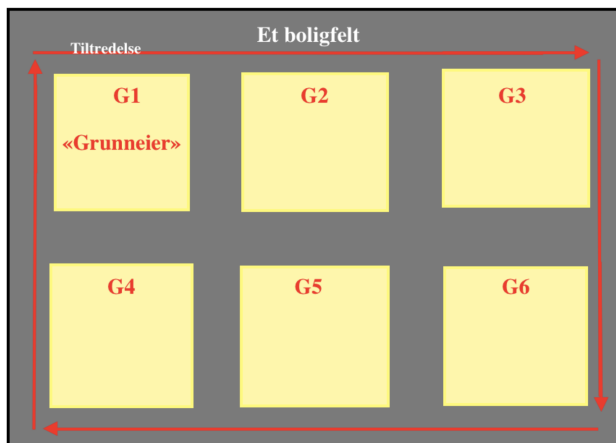 Et boligfelt
Tiltredelse
G1
G2
G3
«Grunneier»
G4
G5
G6